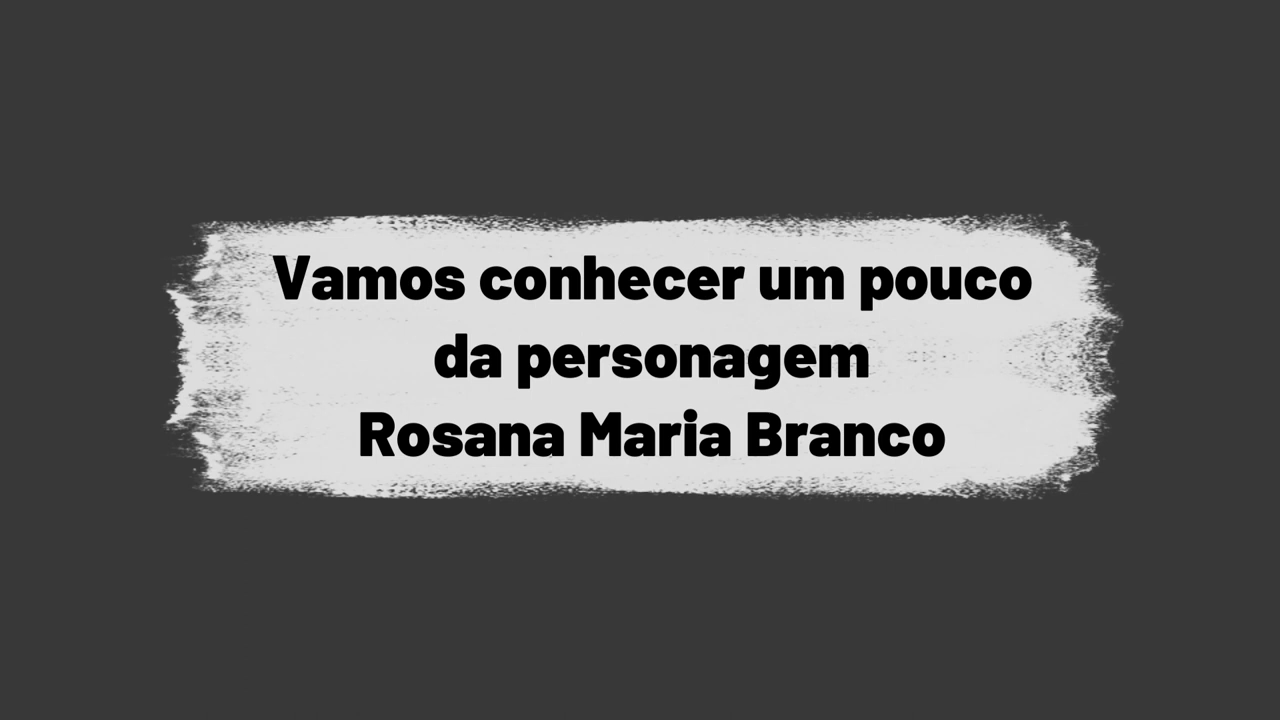 Vamos conhecer um pouco
da personagem
Rosana Maria Branco